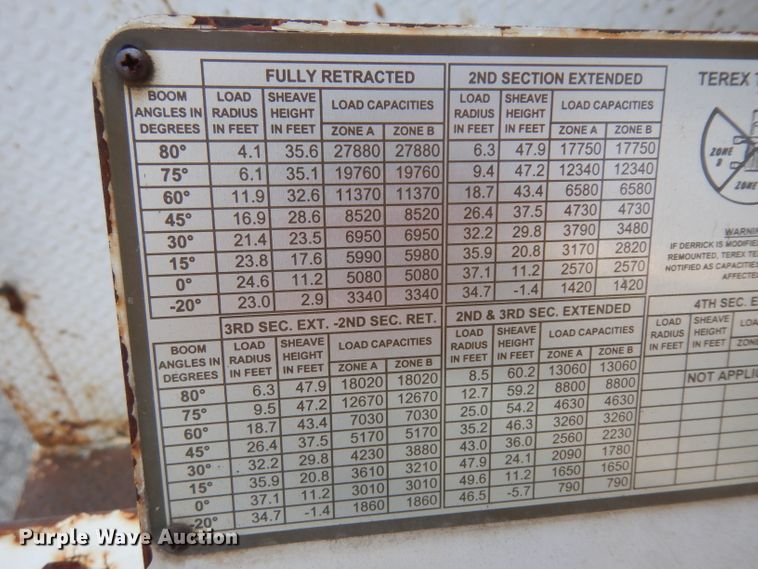 FULLY RETRACTED 2ND SECTION EXTENDED TEREX
BOOM ANGLES IN DEGREES LOAD RADIUS IN FEET SHEAVE HEIGHT IN FEET LOAD CAPACITIES LOAD RADIUS IN FEET SHEAVE HEIGHT IN FEET LOAD CAPACITIES
ZONE A ZONE B ZONE A ZONE B
80° 4.1 35.6 27880 27880 6.3 47.9 17750 17750
75° 6.1 35.1 19760 19760 9.4 47.2 12340 12340
60° 11.9 32.6 11370 11370 18.7 43.4 6580 6580
45° 16.9 28.6 8520 8520 26.4 37.5 4730 4730
30° 21.4 23.5 6950 6950 32.2 29.8 3790 3480
15° 23.8 17.6 5990 5980 35.9 20.8 3170 2820
0° 24.6 11.2 5080 5080 37.1 11.2 2570 2570
-20° 23.0 2.9 3340 3340 34.7 -1.4 1420 1420
ZONE B
ZONE
IF DERRICK IS MODIFIE
REMOUNTED, TEREX TE
NOTIFIED AS CAPACITIES
AFFECTE
3RD SEC. EXT. -2ND SEC. RET. 2ND & 3RD SEC. EXTENDED 4TH SEC. E
BOOM ANGLES IN DEGREES LOAD RADIUS IN FEET SHEAVE HEIGHT IN FEET LOAD CAPACITIES LOAD RADIUS IN FEET SHEAVE HEIGHT IN FEET LOAD CAPACITIES LOAD RADIUS IN FEET SHEAVE HEIGHT IN FEET
ZONE A ZONE B ZONE A ZONE B
80° 6.3 47.9 18020 18020 8.5 60.2 13060 13060
75° 9.5 47.2 12670 12670 12.7 59.2 8800 8800
60° 18.7 43.4 7030 7030 25.0 54.2 4630 4630
45° 26.4 37.5 5170 5170 35.2 46.3 3260 3260
30° 32.2 29.8 4230 3880 43.0 36.0 2560 2230
15° 35.9 20.8 3610 3210 47.9 24.1 2090 1780
0° 37.1 11.2 3010 3010 49.6 11.2 1650 1650
-20° 34.7 -1.4 1860 1860 46.5 -5.7 790 790
NOT APPLI
Purple Wave Auction